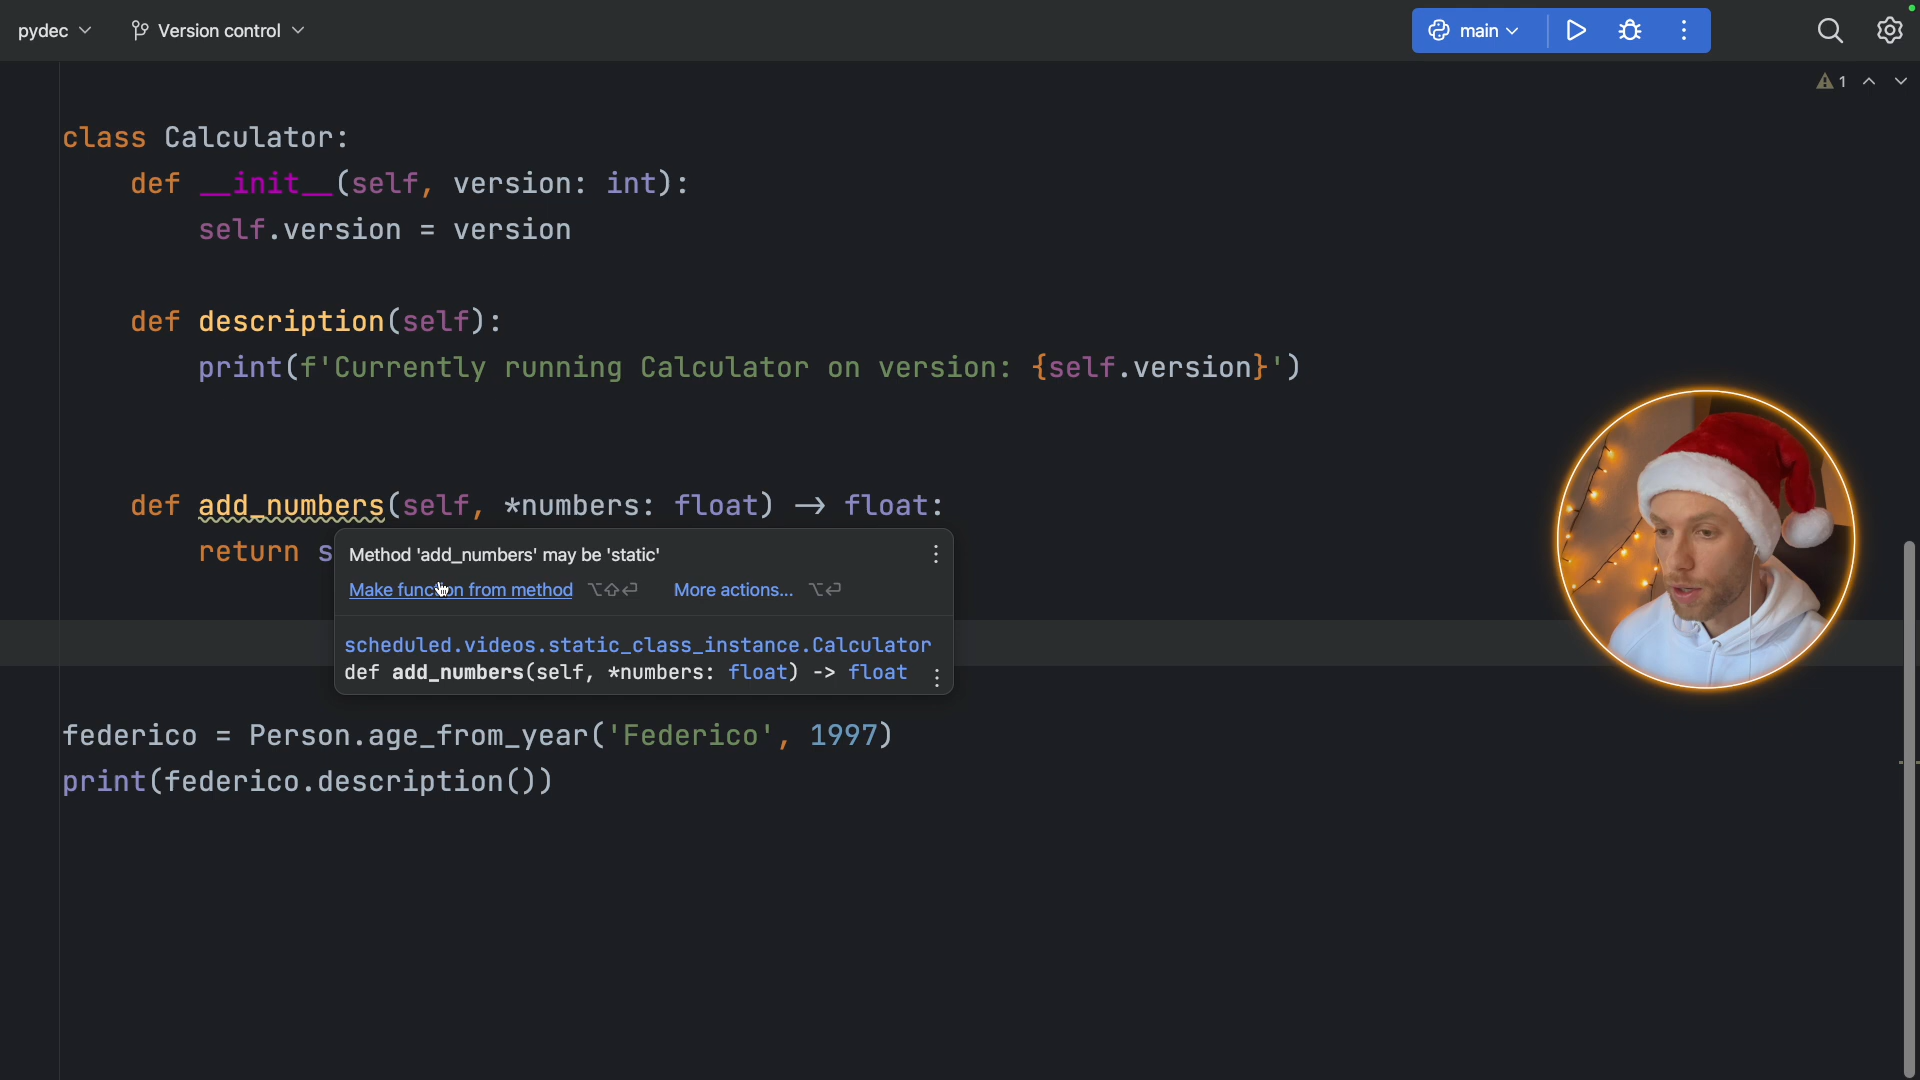 pydec
Version control
main
1
class Calculator:
def __init__(self, version: int):
self.version = version
def description(self):
print(f'Currently running Calculator on version: {self.version}')
def add_numbers(self, *numbers: float) → float:
return s
Method 'add_numbers' may be 'static'
Make function from method ⌥⇧⏎ More actions... ⌥⏎
scheduled.videos.static_class_instance.Calculator
def add_numbers(self, *numbers: float) -> float
federico = Person.age_from_year('Federico', 1997)
print(federico.description())